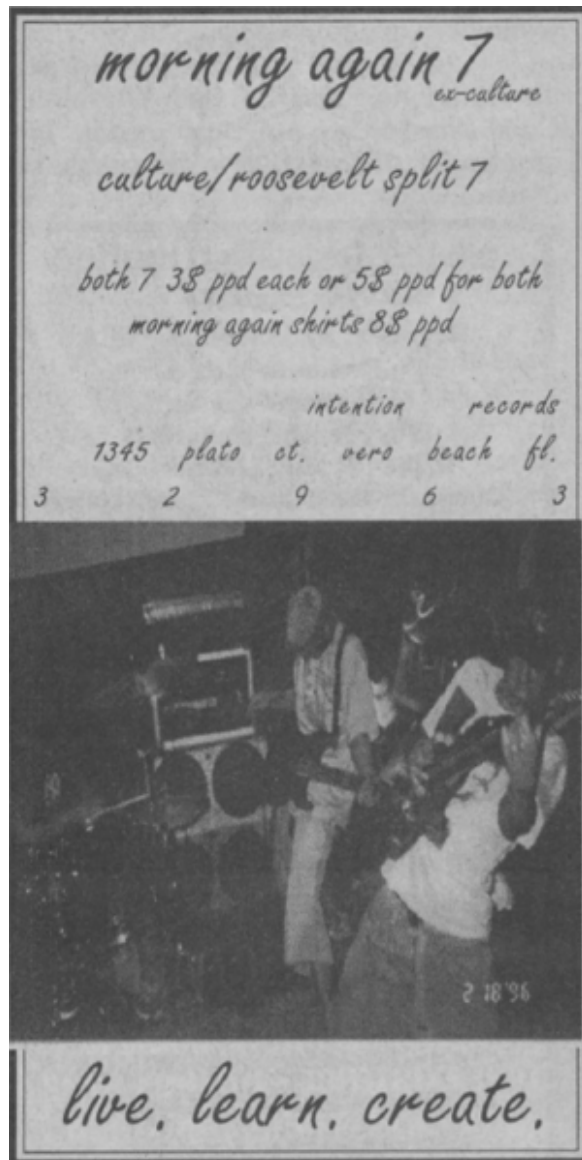 morning again 7
ex-culture
culture/roosevelt split 7
both 7 3$ ppd each or 5$ ppd for both
morning again shirts 8$ ppd
intention records
1345 plato ct. vero beach fl.
3 2 9 6 3
2 18 '96
live. learn. create.